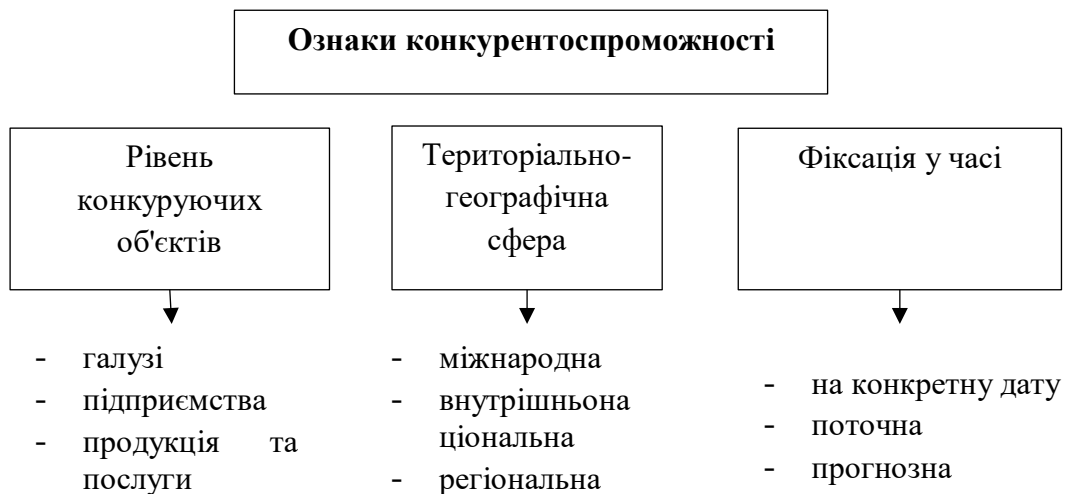 Ознаки конкурентоспроможності
Рівень
конкуруючих
об'єктів
- галузі
- підприємства
- продукція та
послуги
Територіально-
географічна
сфера
- міжнародна
- внутрішньона
ціональна
- регіональна
Фіксація у часі
- на конкретну дату
- поточна
- прогнозна